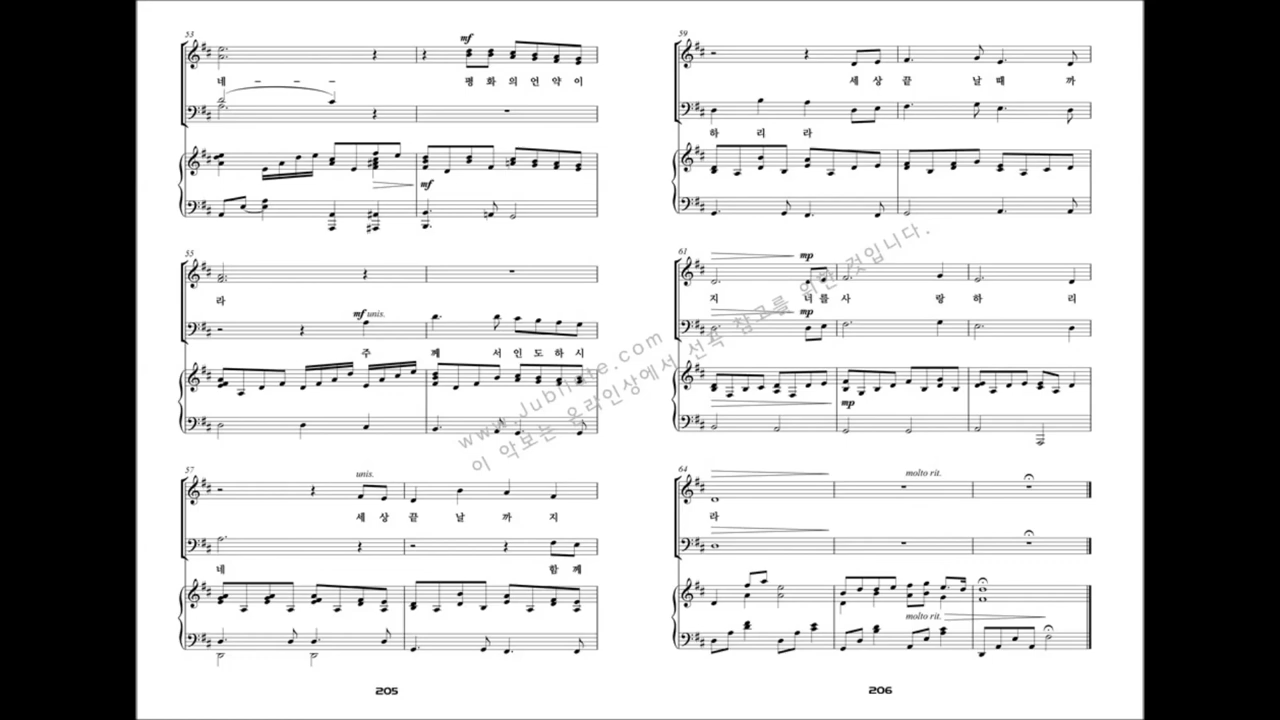 53
mf
네 - - -
평 화 의 언 약 이
mf
55
라
mf unis.
주 께 서 인 도 하 시
57
unis.
세 상 끝 날 까 지
네 함 께
205
59
세 상 끝 날 때 까
하 리 라
61
mp
지 너 를 사 랑 하 리
mp
mp
64
molto rit.
라
molto rit.
206
www.Jubilate.com
이 악보는 온라인상에서 선곡 참고를 위한 것입니다.